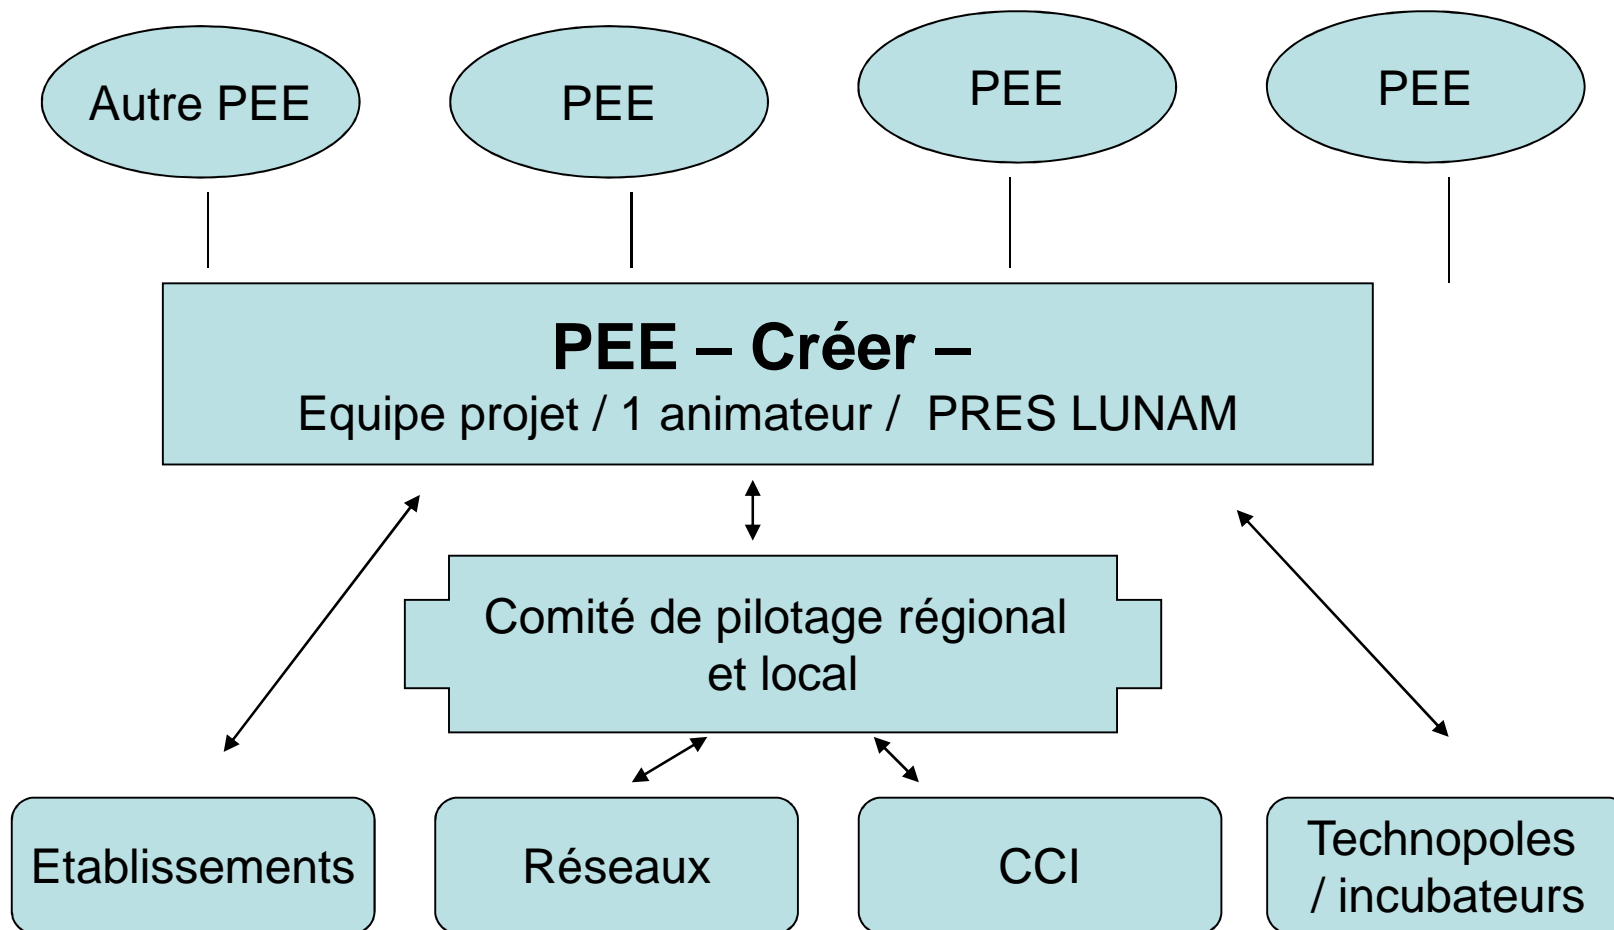 Autre PEE
PEE
PEE
PEE
PEE – Créer –
Equipe projet / 1 animateur / PRES LUNAM
Comité de pilotage régional
et local
Etablissements
Réseaux
CCI
Technopoles
/ incubateurs